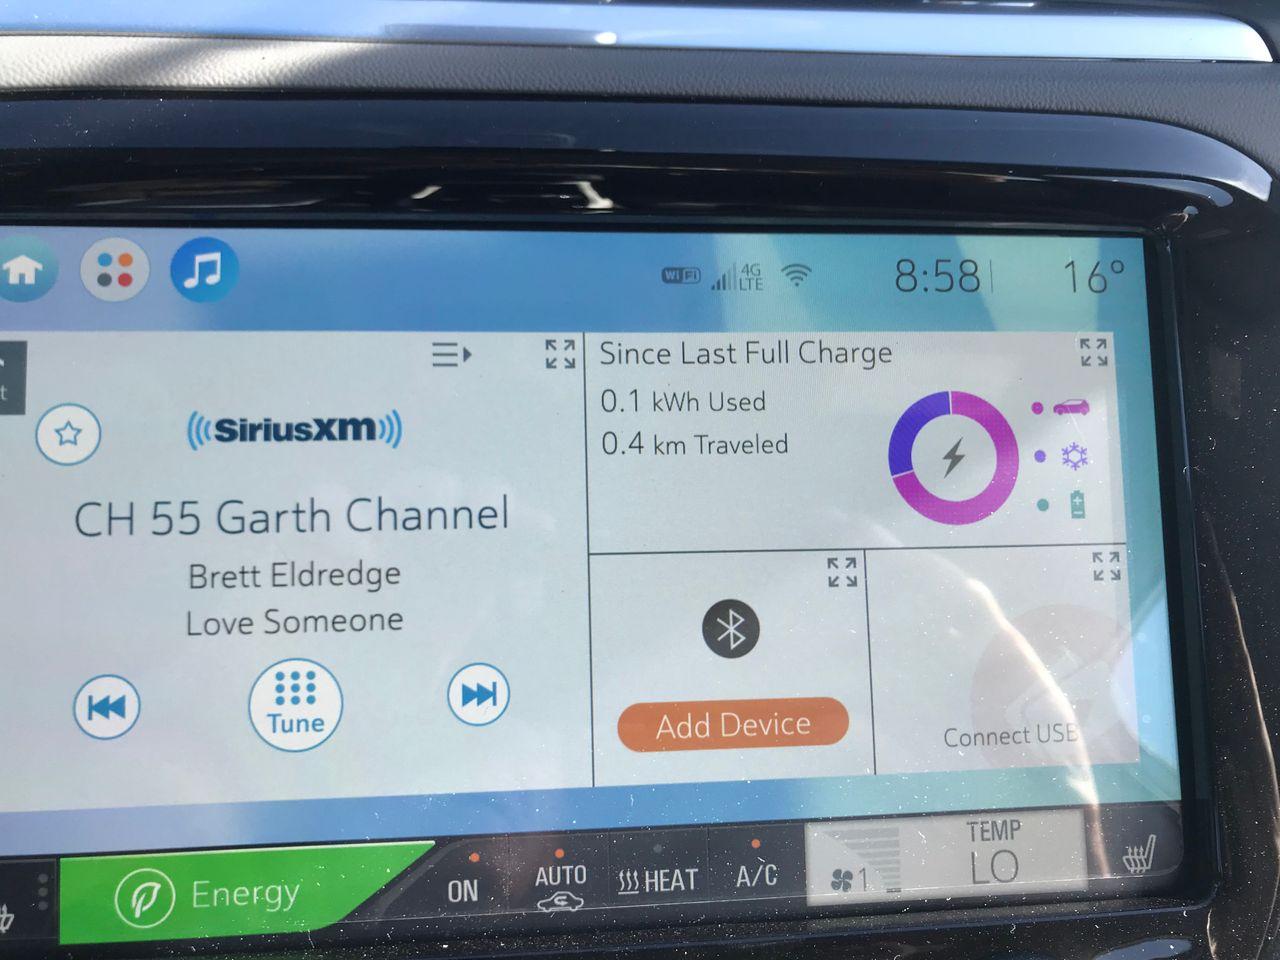 WiFi
4G
LTE
8:58
16°
t
SiriusXM
CH 55 Garth Channel
Brett Eldredge
Love Someone
Tune
Since Last Full Charge
0.1 kWh Used
0.4 km Traveled
Add Device
Connect USB
Energy
ON
AUTO
HEAT
A/C
1
TEMP
LO